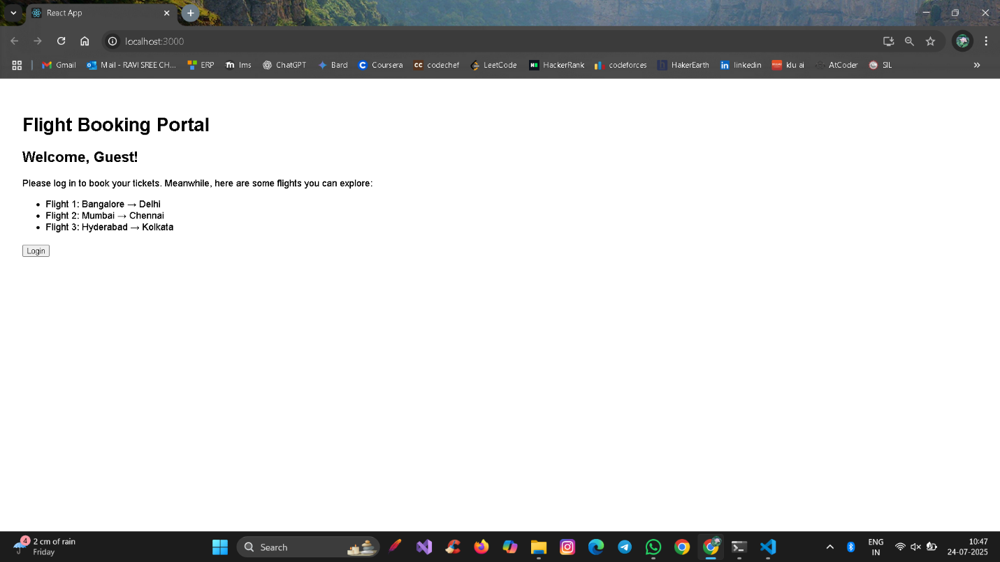 React App
localhost:3000
Gmail
Mail - RAVI SREE CH...
ERP
lms
ChatGPT
Bard
Coursera
codechef
LeetCode
HackerRank
codeforces
HakerEarth
linkedin
klu ai
AtCoder
SIL
Flight Booking Portal
Welcome, Guest!
Please log in to book your tickets. Meanwhile, here are some flights you can explore:
• Flight 1: Bangalore → Delhi
• Flight 2: Mumbai → Chennai
• Flight 3: Hyderabad → Kolkata
Login
4
2 cm of rain
Friday
Search
ENG
IN
10:47
24-07-2025